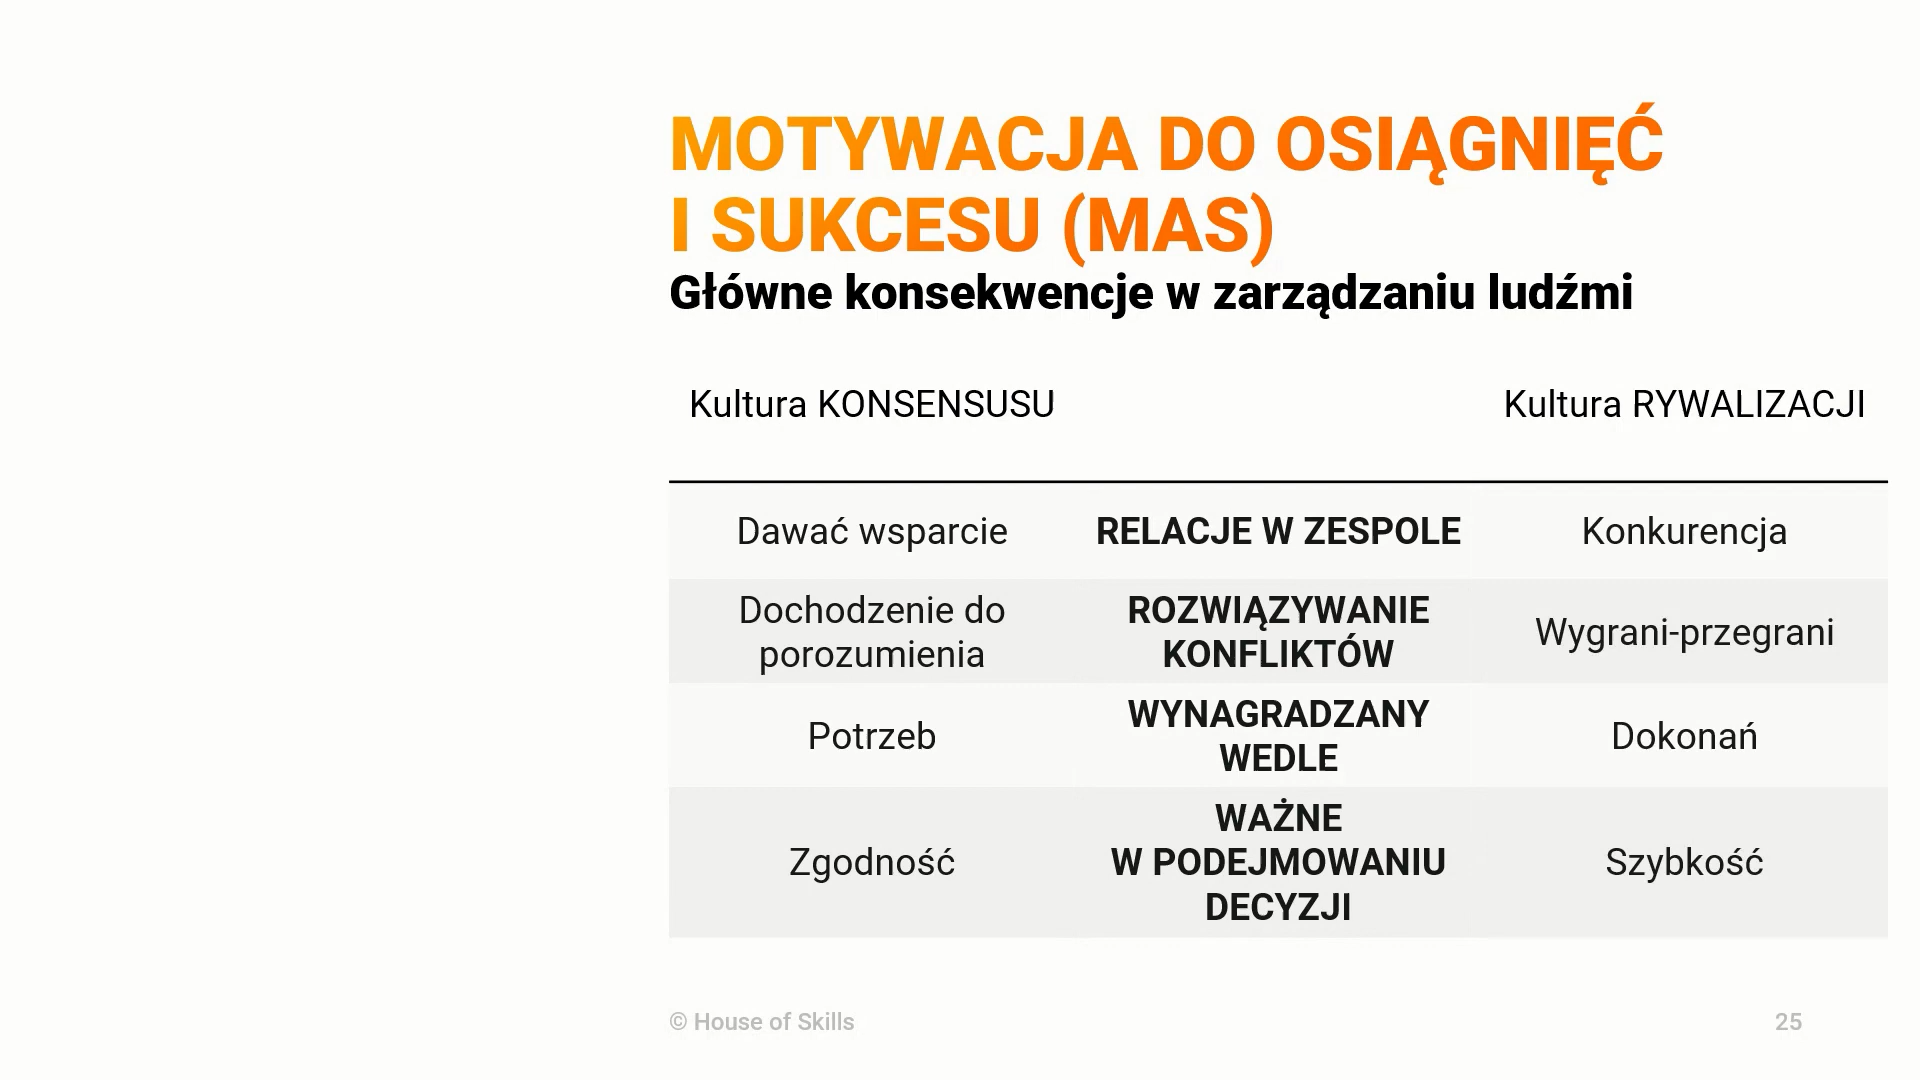 MOTYWACJA DO OSIĄGNIĘĆ
I SUKCESU (MAS)
Główne konsekwencje w zarządzaniu ludźmi
Kultura KONSENSUSU
Kultura RYWALIZACJI
Dawać wsparcie
RELACJE W ZESPOLE
Konkurencja
Dochodzenie do
porozumienia
ROZWIĄZYWANIE
KONFLIKTÓW
Wygrani-przegrani
Potrzeb
WYNAGRADZANY
WEDLE
Dokonań
Zgodność
WAŻNE
W PODEJMOWANIU
DECYZJI
Szybkość
© House of Skills
25